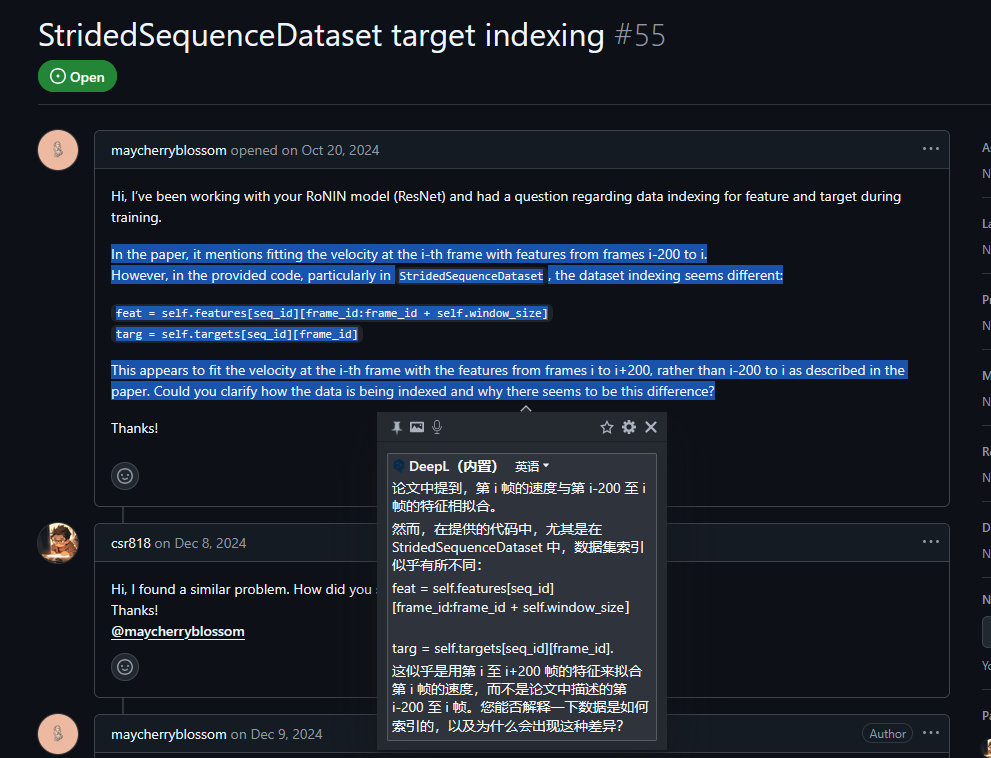 StridedSequenceDataset target indexing #55
Open
maycherryblossom opened on Oct 20, 2024
Hi, I've been working with your RoNIN model (ResNet) and had a question regarding data indexing for feature and target during
training.
In the paper, it mentions fitting the velocity at the i-th frame with features from frames i-200 to i.
However, in the provided code, particularly in StridedSequenceDataset , the dataset indexing seems different:
feat = self.features[seq_id][frame_id:frame_id + self.window_size]
targ = self.targets[seq_id][frame_id]
This appears to fit the velocity at the i-th frame with the features from frames i to i+200, rather than i-200 to i as described in the
paper. Could you clarify how the data is being indexed and why there seems to be this difference?
Thanks!
DeepL（内置） 英语
论文中提到，第 i 帧的速度与第 i-200 至 i
帧的特征相拟合。
然而，在提供的代码中，尤其是在
StridedSequenceDataset 中，数据集索引
似乎有所不同：
feat = self.features[seq_id]
[frame_id:frame_id + self.window_size]
targ = self.targets[seq_id][frame_id].
这似乎是用第 i 至 i+200 帧的特征来拟合
第 i 帧的速度，而不是论文中描述的第
i-200 至 i 帧。您能否解释一下数据是如何
索引的，以及为什么会出现这种差异？
csr818 on Dec 8, 2024
Hi, I found a similar problem. How did you
Thanks!
@maycherryblossom
maycherryblossom on Dec 9, 2024
Author